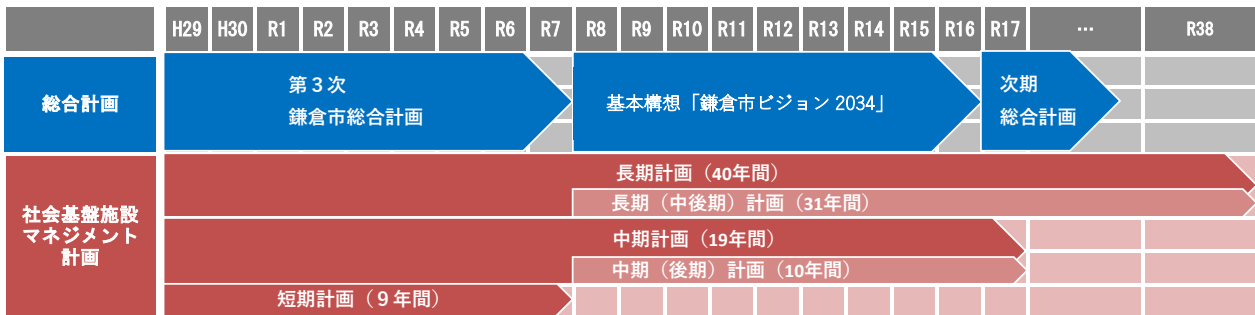 H29 H30 R1 R2 R3 R4 R5 R6 R7 R8 R9 R10 R11 R12 R13 R14 R15 R16 R17 … R38
総合計画
第３次
鎌倉市総合計画
基本構想「鎌倉市ビジョン 2034」
次期
総合計画
社会基盤施設
マネジメント
計画
長期計画（40年間）
長期（中後期）計画（31年間）
中期計画（19年間）
中期（後期）計画（10年間）
短期計画（９年間）